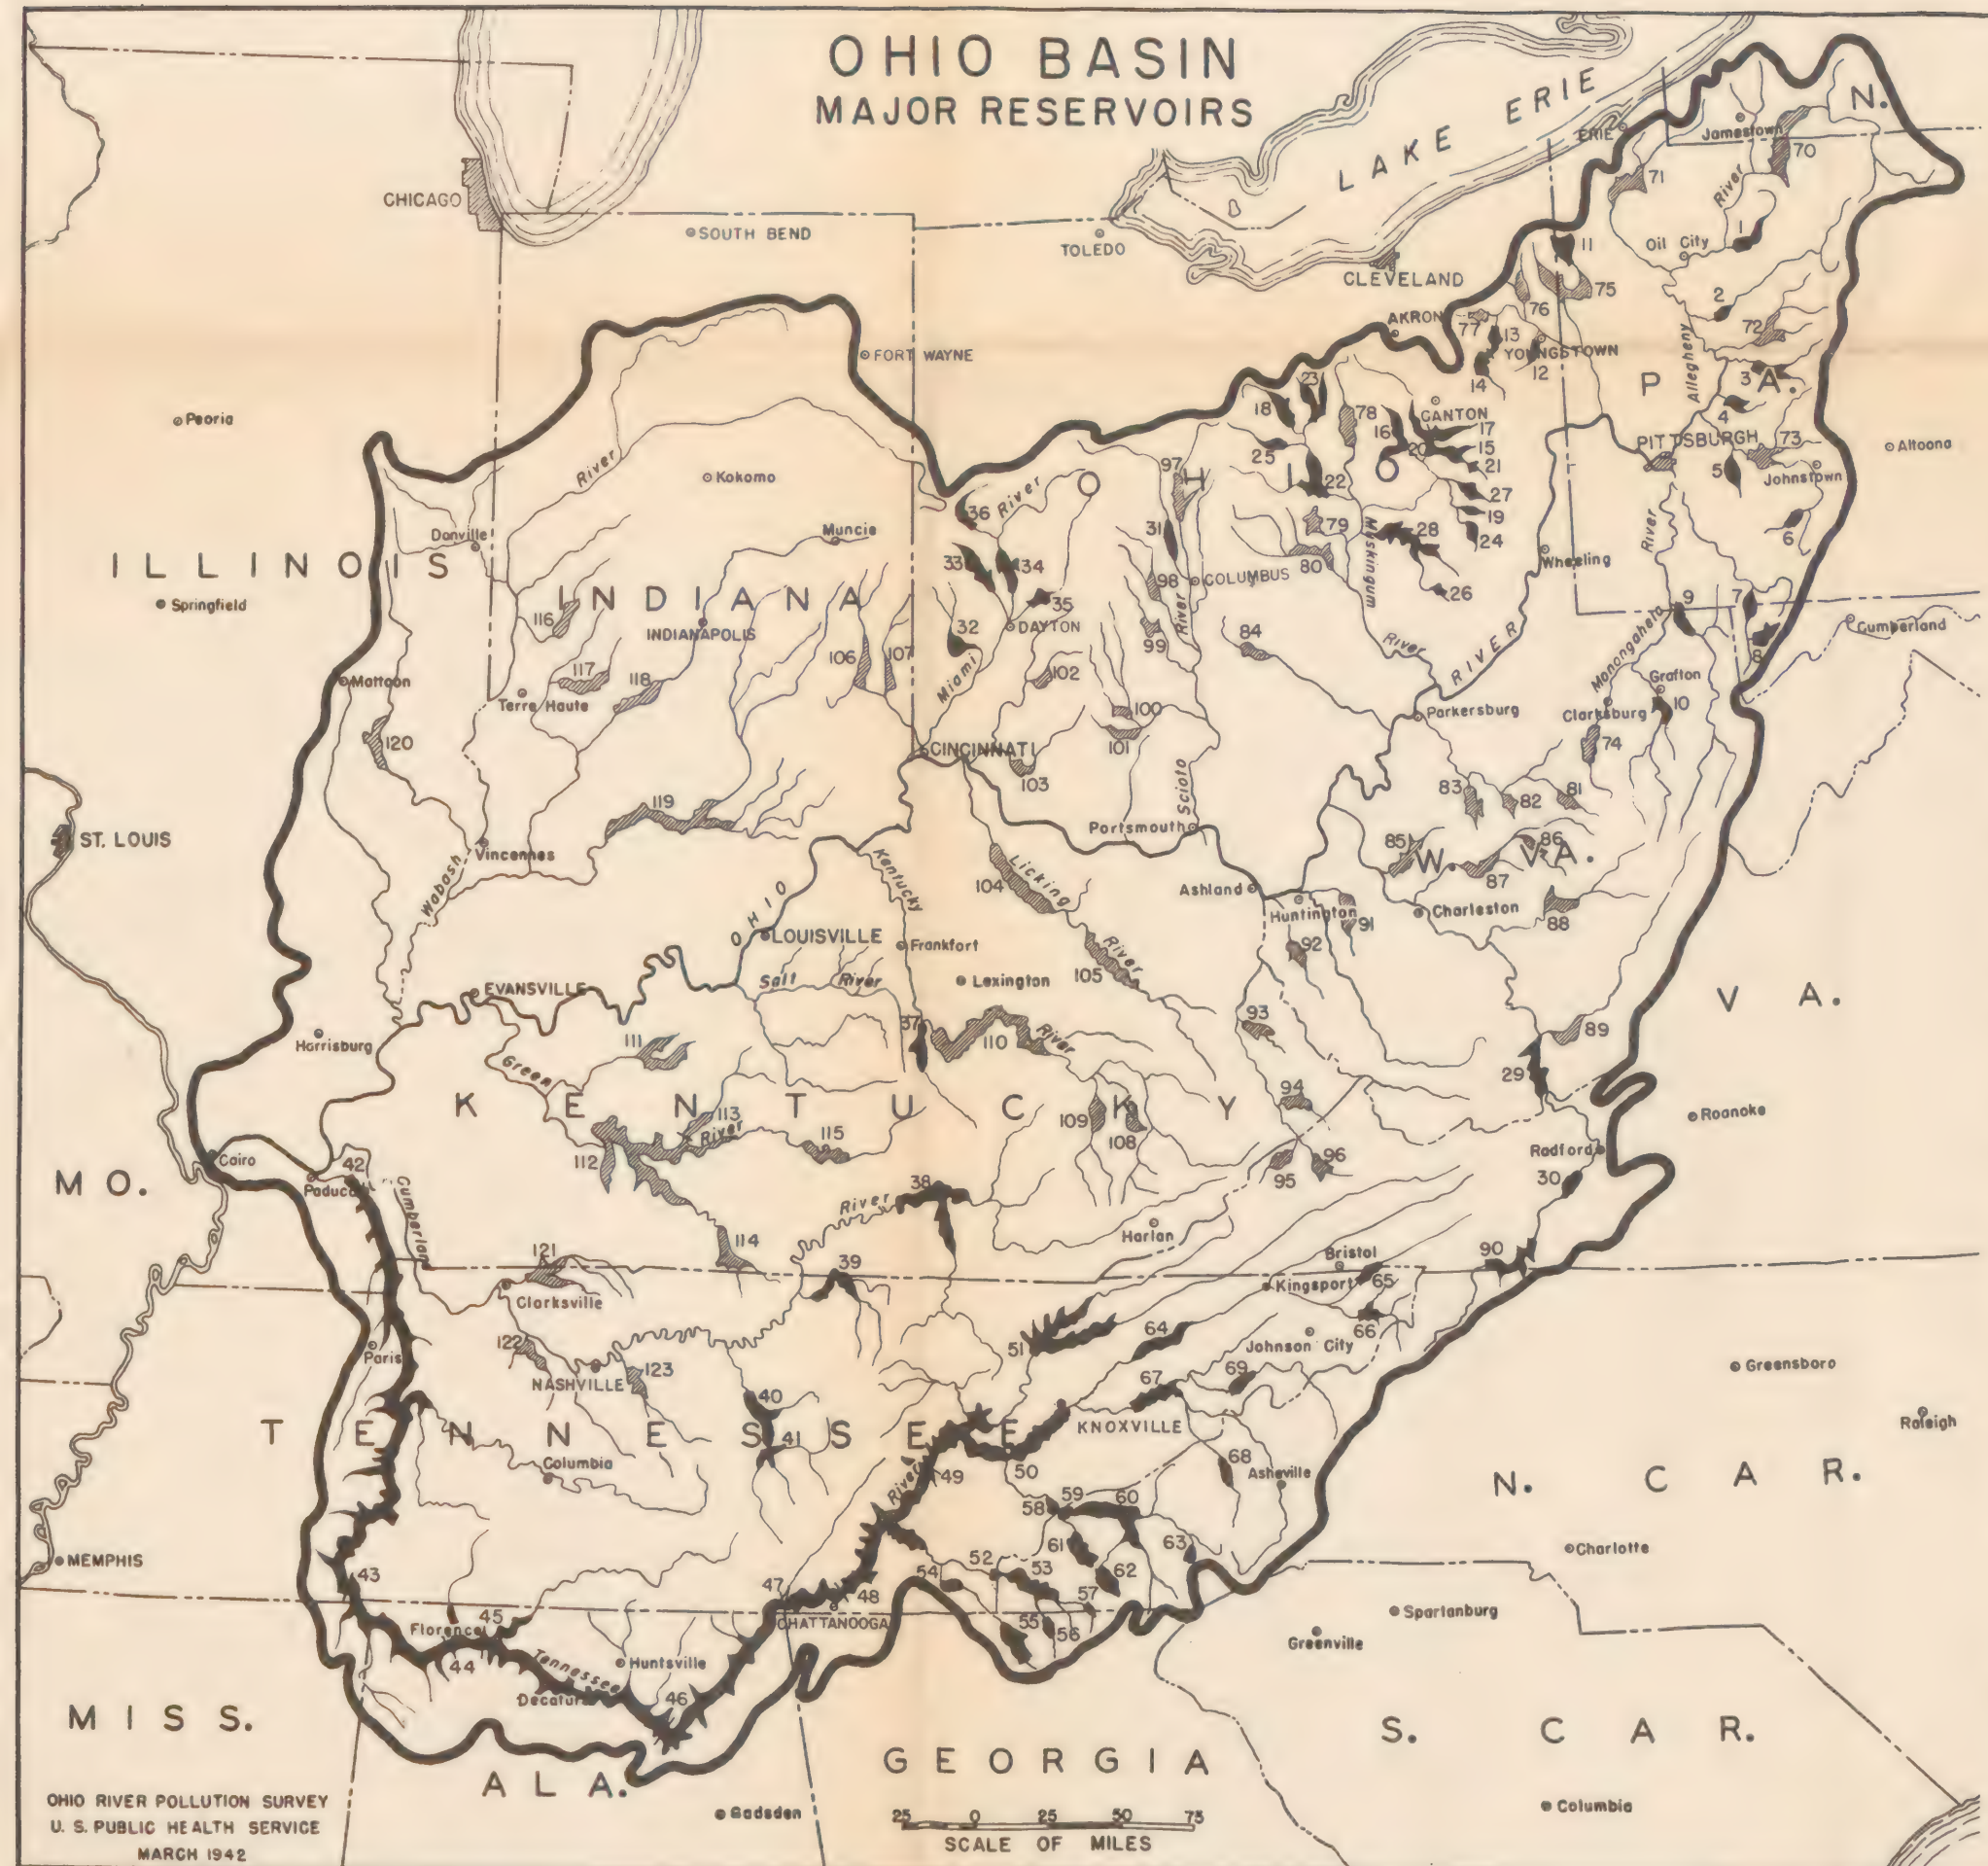 OHIO BASIN
MAJOR RESERVOIRS
LAKE ERIE
ERIE
N.
Jamestown
70
71
River
CHICAGO
SOUTH BEND
TOLEDO
CLEVELAND
Oil City
1
11
75
76
2
72
AKRON
77
13
YOUNGSTOWN
12
14
FORT WAYNE
Allegheny
P A.
3
4
Peoria
23
18
78
CANTON
16
17
15
20
21
25
22
PITTSBURGH
73
5
Johnstown
Altoona
River
Kokomo
97
O H I O
36
River
27
19
79
28
24
31
6
Danville
Muncie
Muskingum
River
Wheeling
ILLINOIS
33
34
80
98
COLUMBUS
Springfield
INDIANA
35
26
9
7
116
INDIANAPOLIS
32
DAYTON
River
99
84
Cumberland
8
River
RIVER
Monongahela
106
107
Miami
102
Mattoon
117
118
Terre Haute
Grafton
Clarksburg
10
Parkersburg
100
101
74
120
CINCINNATI
103
Scioto
83
82
81
119
ST. LOUIS
Portsmouth
Vincennes
85
86
W. VA.
87
Wabash
Kentucky
Licking
104
Ashland
Huntington
Charleston
91
88
OHIO
LOUISVILLE
Frankfort
92
River
105
Salt River
Lexington
EVANSVILLE
V A.
37
93
89
Harrisburg
111
110
River
Green
29
KENTUCKY
94
113
River
109
108
115
Roanoke
112
Cairo
42
Radford
96
95
30
MO.
Paducah
Cumberland
38
River
Harlan
114
121
39
Bristol
90
Clarksville
Kingsport
65
66
122
51
64
Johnson City
Paris
NASHVILLE
123
Greensboro
67
69
40
KNOXVILLE
Raleigh
TENNESSEE
41
Columbia
River
49
50
68
Asheville
N. CAR.
58
59
60
MEMPHIS
61
63
Charlotte
52
53
54
62
43
47
48
57
Florence
45
CHATTANOOGA
55
56
Spartanburg
Greenville
44
Tennessee
Huntsville
Decatur
46
MISS.
S. CAR.
GEORGIA
ALA.
OHIO RIVER POLLUTION SURVEY
U. S. PUBLIC HEALTH SERVICE
MARCH 1942
Gadsden
Columbia
25 0 25 50 75
SCALE OF MILES